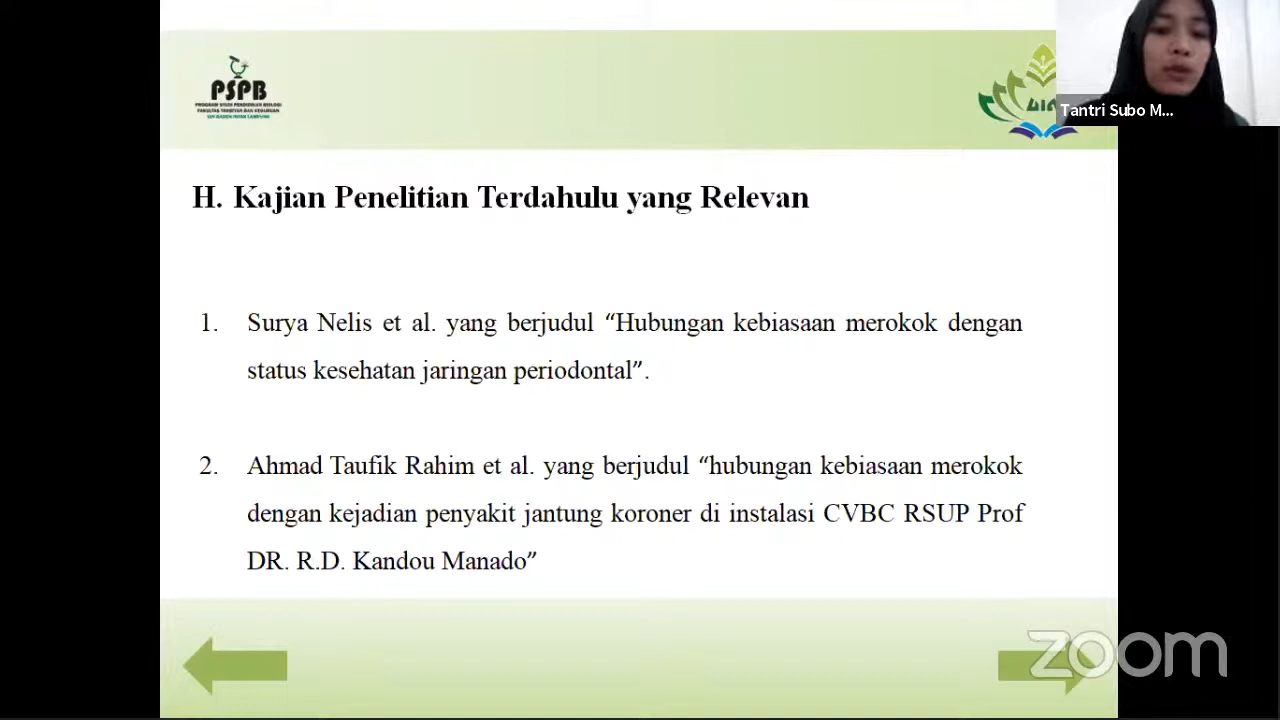 PSPB
PROGRAM STUDI PENDIDIKAN BIOLOGI
FAKULTAS TARBIYAH DAN KEGURUAN
UIN RADEN INTAN LAMPUNG
Tantri Subo M...
H. Kajian Penelitian Terdahulu yang Relevan
1. Surya Nelis et al. yang berjudul “Hubungan kebiasaan merokok dengan
status kesehatan jaringan periodontal”.
2. Ahmad Taufik Rahim et al. yang berjudul “hubungan kebiasaan merokok
dengan kejadian penyakit jantung koroner di instalasi CVBC RSUP Prof
DR. R.D. Kandou Manado”
zoom